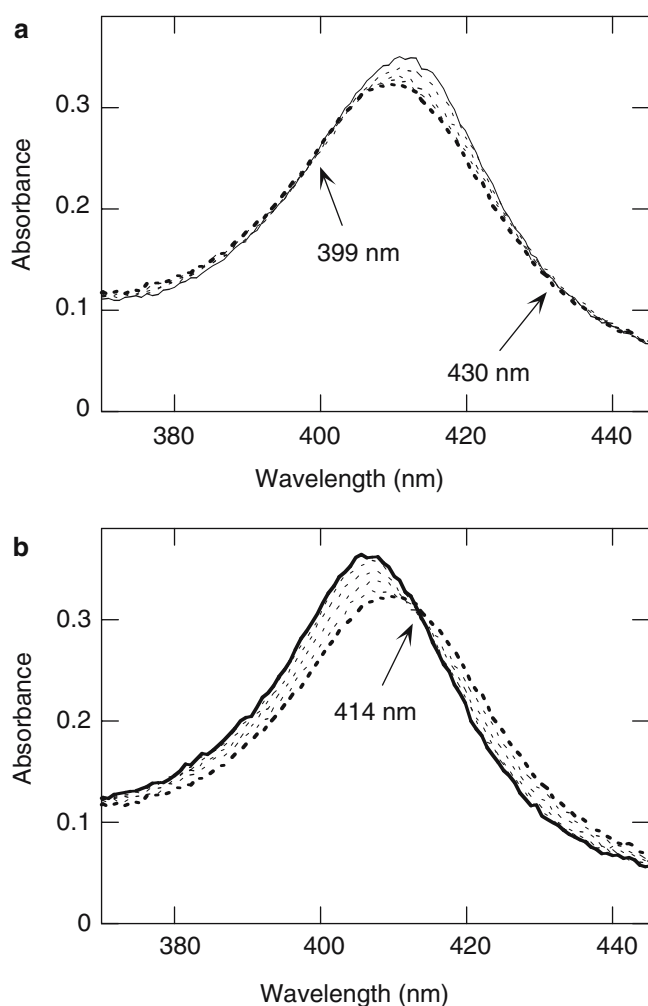 a
0.3
0.2
0.1
0
Absorbance
399 nm
430 nm
380 400 420 440
Wavelength (nm)
b
0.3
0.2
0.1
0
Absorbance
414 nm
380 400 420 440
Wavelength (nm)